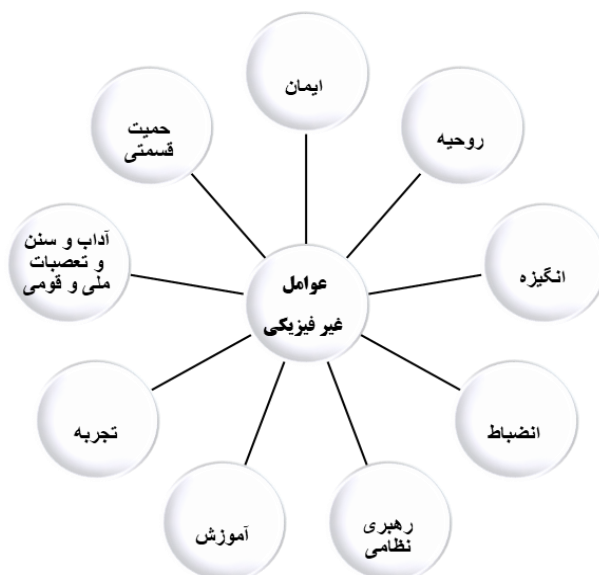 ایمان
روحیه
انگیزه
انضباط
رهبری
نظامی
آموزش
تجربه
آداب و سنن
و تعصبات
ملی و قومی
حمیت
قسمتی
عوامل
غیر فیزیکی